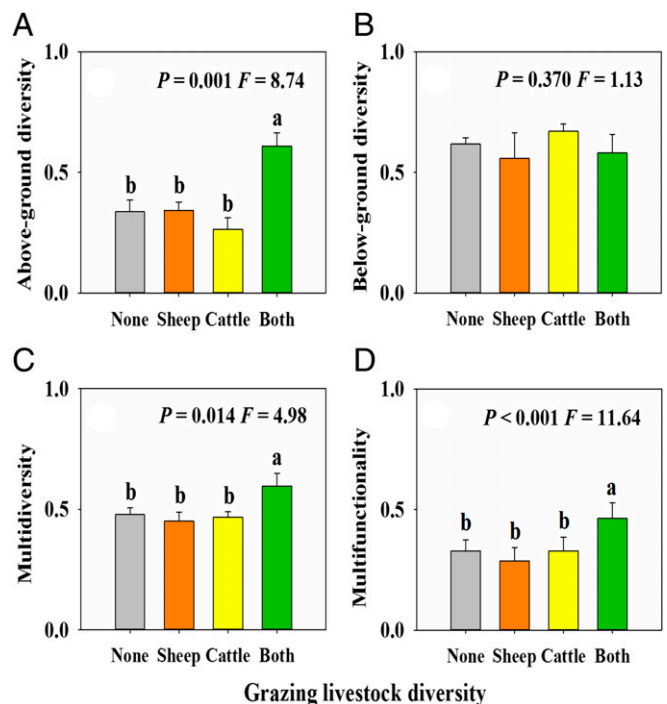 A
1.0
P = 0.001 F = 8.74
a
0.5
b b b
0.0
Above-ground diversity
None Sheep Cattle Both
B
1.0
P = 0.370 F = 1.13
0.5
0.0
Below-ground diversity
None Sheep Cattle Both
C
1.0
P = 0.014 F = 4.98
a
b b b
0.5
0.0
Multidiversity
None Sheep Cattle Both
D
1.0
P < 0.001 F = 11.64
a
0.5
b b b
0.0
Multifunctionality
None Sheep Cattle Both
Grazing livestock diversity